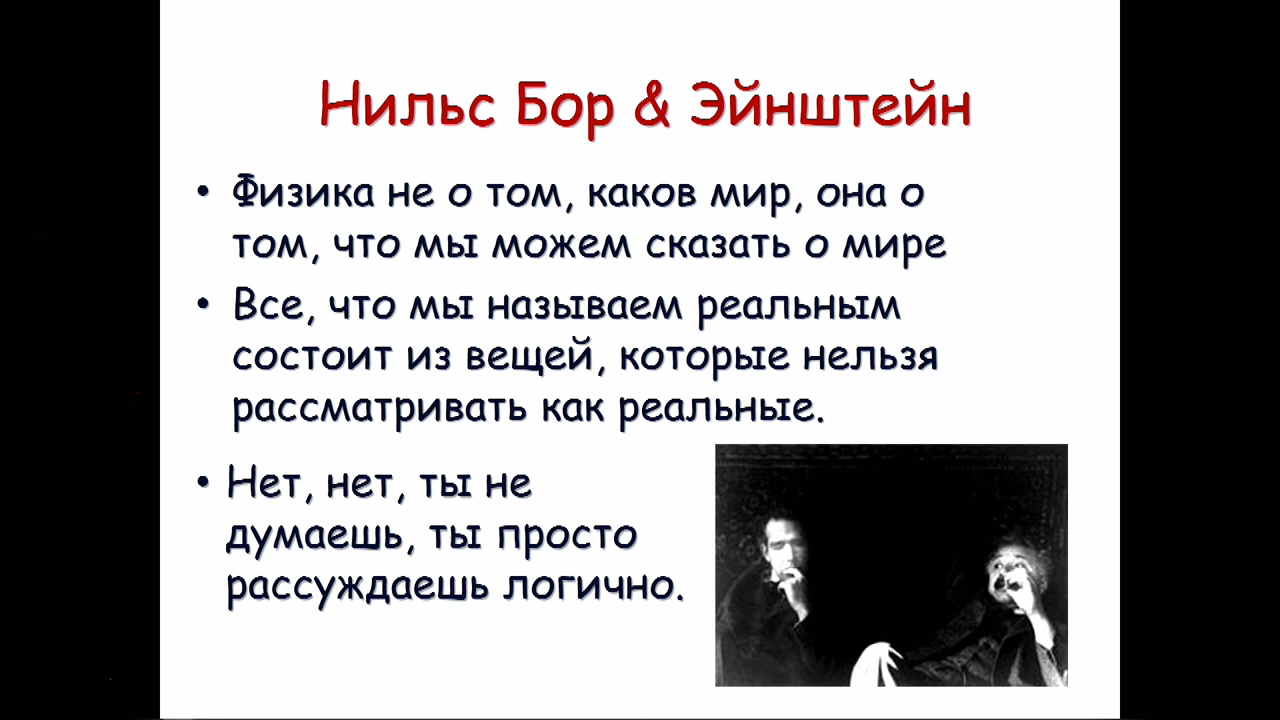 Нильс Бор & Эйнштейн
• Физика не о том, каков мир, она о
том, что мы можем сказать о мире
• Все, что мы называем реальным
состоит из вещей, которые нельзя
рассматривать как реальные.
• Нет, нет, ты не
думаешь, ты просто
рассуждаешь логично.